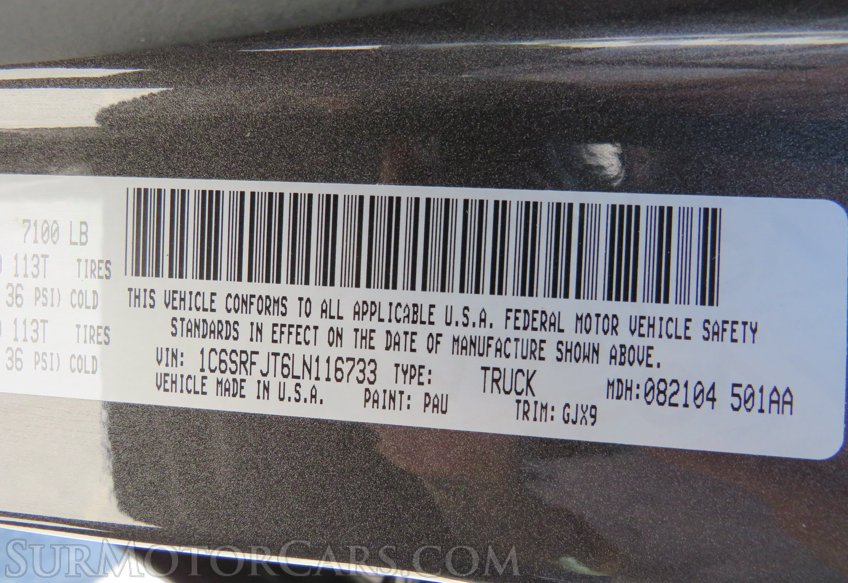 7100 LB
113T TIRES
36 PSI) COLD
113T TIRES
36 PSI) COLD
THIS VEHICLE CONFORMS TO ALL APPLICABLE U.S.A. FEDERAL MOTOR VEHICLE SAFETY
STANDARDS IN EFFECT ON THE DATE OF MANUFACTURE SHOWN ABOVE.
VIN: 1C6SRFJT6LN116733 TYPE: TRUCK MDH:082104 501AA
VEHICLE MADE IN U.S.A. PAINT: PAU TRIM: GJX9
SURMOTORCARS.COM